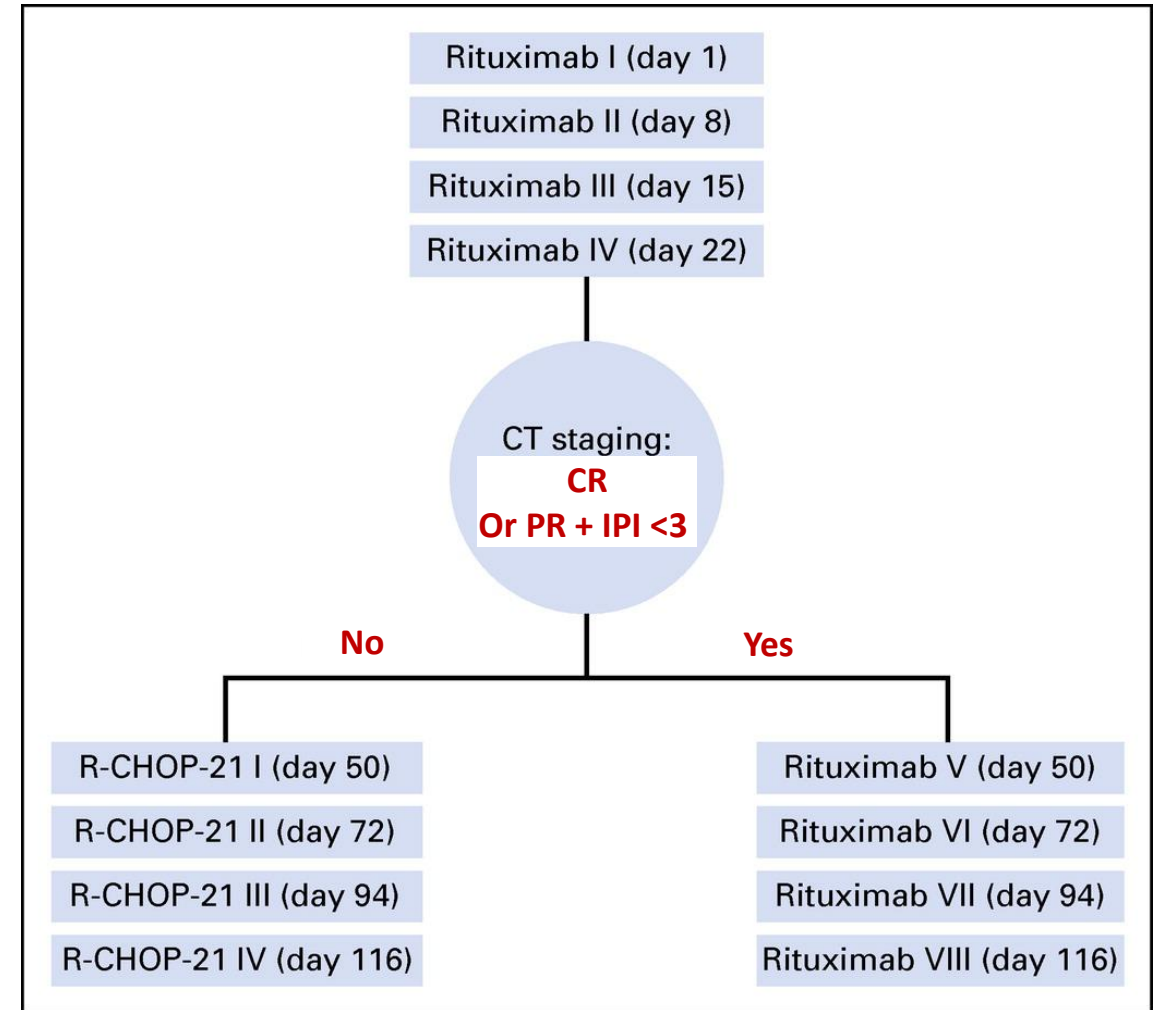 Rituximab I (day 1)
Rituximab II (day 8)
Rituximab III (day 15)
Rituximab IV (day 22)
CT staging:
CR
Or PR + IPI <3
No
Yes
R-CHOP-21 I (day 50)
R-CHOP-21 II (day 72)
R-CHOP-21 III (day 94)
R-CHOP-21 IV (day 116)
Rituximab V (day 50)
Rituximab VI (day 72)
Rituximab VII (day 94)
Rituximab VIII (day 116)